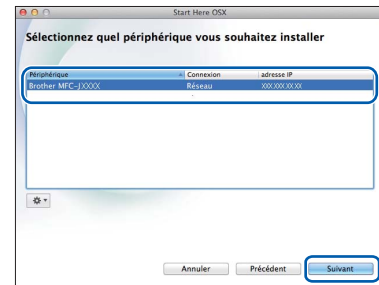 Start Here OSX
Sélectionnez quel périphérique vous souhaitez installer
Périphérique Connexion adresse IP
Brother MFC-JXXXX Réseau XXX.XXX.XX.XX
Annuler Précédent Suivant